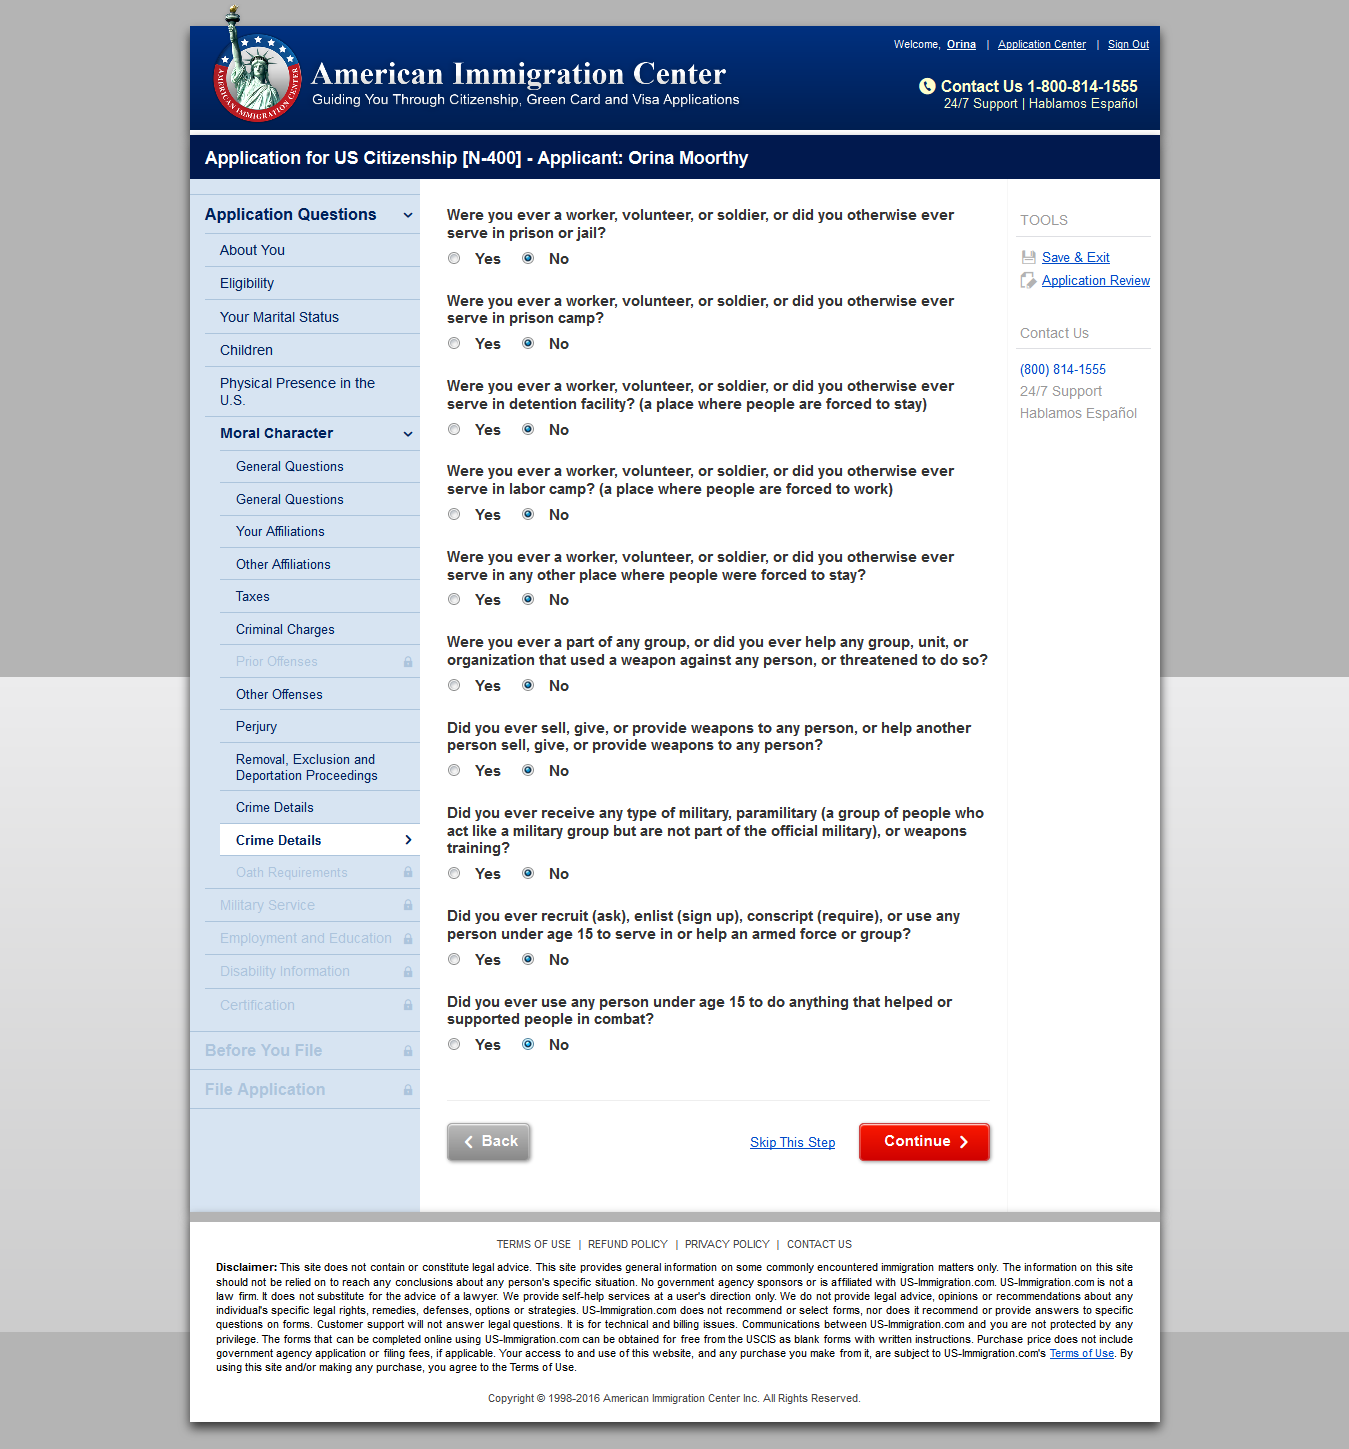 Welcome, Orina | Application Center | Sign Out
AMERICAN IMMIGRATION CENTER
American Immigration Center
Guiding You Through Citizenship, Green Card and Visa Applications
Contact Us 1-800-814-1555
24/7 Support | Hablamos Español
Application for US Citizenship [N-400] - Applicant: Orina Moorthy
Application Questions
About You
Eligibility
Your Marital Status
Children
Physical Presence in the
U.S.
Moral Character
General Questions
General Questions
Your Affiliations
Other Affiliations
Taxes
Criminal Charges
Prior Offenses
Other Offenses
Perjury
Removal, Exclusion and
Deportation Proceedings
Crime Details
Crime Details
Oath Requirements
Military Service
Employment and Education
Disability Information
Certification
Before You File
File Application
Were you ever a worker, volunteer, or soldier, or did you otherwise ever
serve in prison or jail?
Yes No
Were you ever a worker, volunteer, or soldier, or did you otherwise ever
serve in prison camp?
Yes No
Were you ever a worker, volunteer, or soldier, or did you otherwise ever
serve in detention facility? (a place where people are forced to stay)
Yes No
Were you ever a worker, volunteer, or soldier, or did you otherwise ever
serve in labor camp? (a place where people are forced to work)
Yes No
Were you ever a worker, volunteer, or soldier, or did you otherwise ever
serve in any other place where people were forced to stay?
Yes No
Were you ever a part of any group, or did you ever help any group, unit, or
organization that used a weapon against any person, or threatened to do so?
Yes No
Did you ever sell, give, or provide weapons to any person, or help another
person sell, give, or provide weapons to any person?
Yes No
Did you ever receive any type of military, paramilitary (a group of people who
act like a military group but are not part of the official military), or weapons
training?
Yes No
Did you ever recruit (ask), enlist (sign up), conscript (require), or use any
person under age 15 to serve in or help an armed force or group?
Yes No
Did you ever use any person under age 15 to do anything that helped or
supported people in combat?
Yes No
Back
Skip This Step
Continue
TOOLS
Save & Exit
Application Review
Contact Us
(800) 814-1555
24/7 Support
Hablamos Español
TERMS OF USE | REFUND POLICY | PRIVACY POLICY | CONTACT US
Disclaimer: This site does not contain or constitute legal advice. This site provides general information on some commonly encountered immigration matters only. The information on this site
should not be relied on to reach any conclusions about any person's specific situation. No government agency sponsors or is affiliated with US-Immigration.com. US-Immigration.com is not a
law firm. It does not substitute for the advice of a lawyer. We provide self-help services at a user's direction only. We do not provide legal advice, opinions or recommendations about any
individual's specific legal rights, remedies, defenses, options or strategies. US-Immigration.com does not recommend or select forms, nor does it recommend or provide answers to specific
questions on forms. Customer support will not answer legal questions. It is for technical and billing issues. Communications between US-Immigration.com and you are not protected by any
privilege. The forms that can be completed online using US-Immigration.com can be obtained for free from the USCIS as blank forms with written instructions. Purchase price does not include
government agency application or filing fees, if applicable. Your access to and use of this website, and any purchase you make from it, are subject to US-Immigration.com's Terms of Use. By
using this site and/or making any purchase, you agree to the Terms of Use.
Copyright © 1998-2016 American Immigration Center Inc. All Rights Reserved.